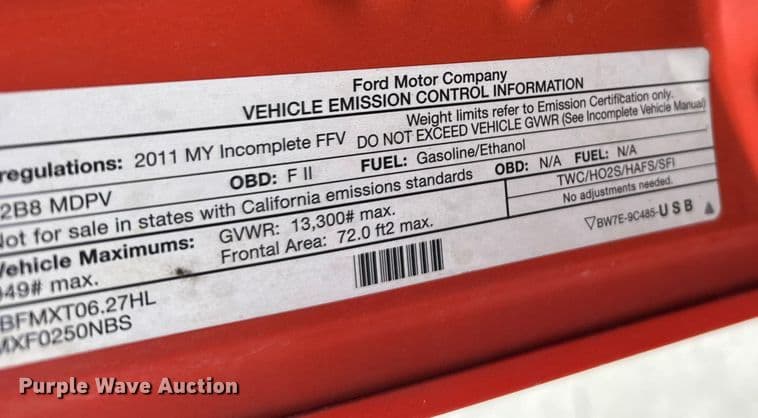 Ford Motor Company
VEHICLE EMISSION CONTROL INFORMATION
regulations: 2011 MY Incomplete FFV
Weight limits refer to Emission Certification only.
DO NOT EXCEED VEHICLE GVWR (See Incomplete Vehicle Manual)
2B8 MDPV OBD: F II FUEL: Gasoline/Ethanol OBD: N/A FUEL: N/A
Not for sale in states with California emissions standards
TWC/HO2S/HAFS/SFI
Vehicle Maximums: GVWR: 13,300# max.
No adjustments needed.
949# max. Frontal Area: 72.0 ft2 max.
▽BW7E-9C485-USB
BFMXT06.27HL
MXF0250NBS
Purple Wave Auction